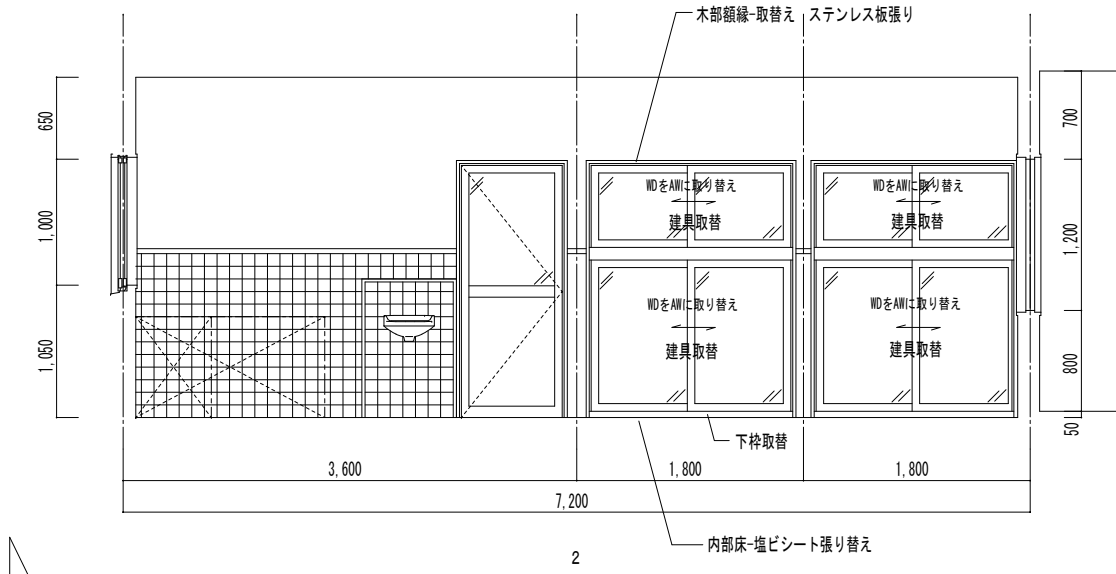 木部額縁-取替え ステンレス板張り
650
1,000
1,050
700
1,200
800
50
WDをAWに取り替え
建具取替
WDをAWに取り替え
建具取替
WDをAWに取り替え
建具取替
WDをAWに取り替え
建具取替
下枠取替
3,600
1,800
1,800
7,200
内部床-塩ビシート張り替え
2